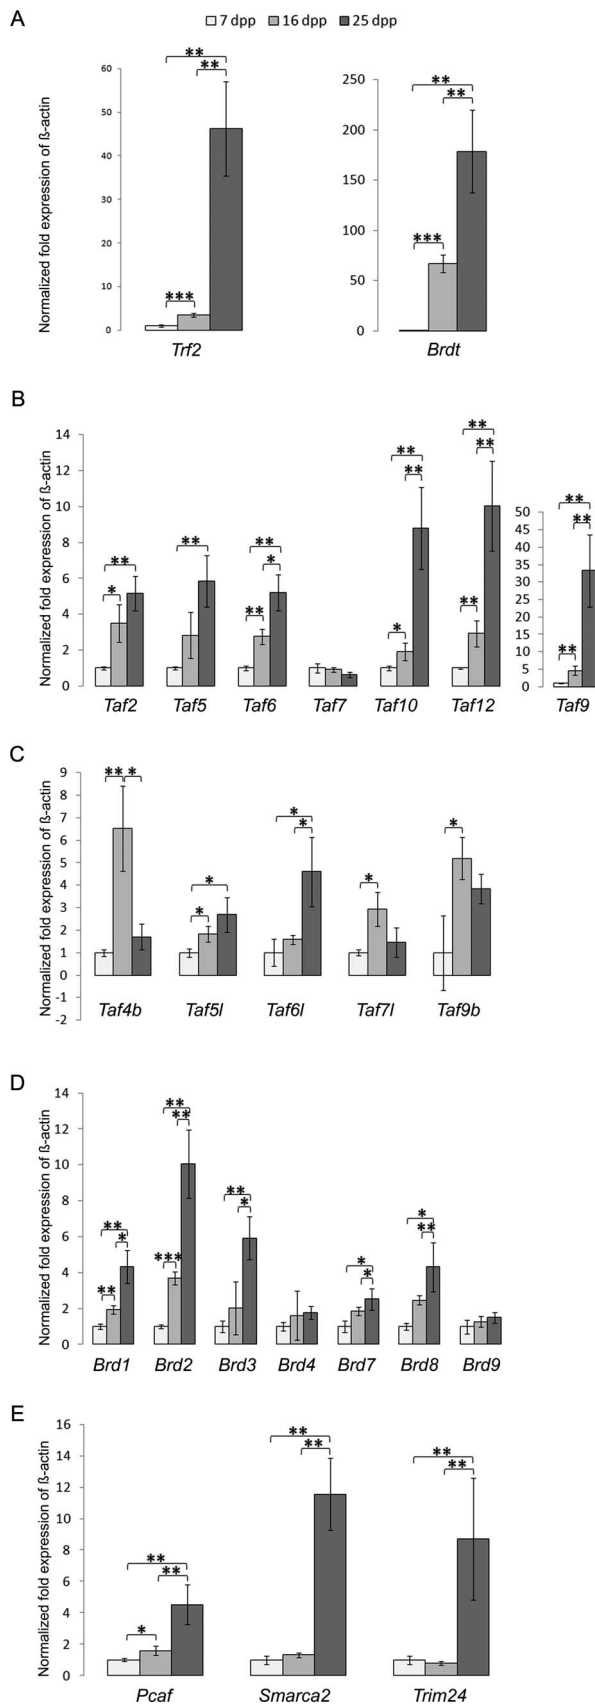 A
7 dpp 16 dpp 25 dpp
Normalized fold expression of ß-actin
60
50
40
30
20
10
0
** ** ***
Trf2
250
200
150
100
50
0
** ** ***
Brdt
B
Normalized fold expression of ß-actin
14
12
10
8
6
4
2
0
** *
**
** * **
** ** *
** ** **
50
45
40
35
30
25
20
15
10
5
0
** ** **
Taf2 Taf5 Taf6 Taf7 Taf10 Taf12 Taf9
C
Normalized fold expression of ß-actin
9
8
7
6
5
4
3
2
1
0
-1
-2
** *
* *
* *
*
*
Taf4b Taf5l Taf6l Taf7l Taf9b
D
Normalized fold expression of ß-actin
14
12
10
8
6
4
2
0
** * **
** ** ***
** *
* *
* **
Brd1 Brd2 Brd3 Brd4 Brd7 Brd8 Brd9
E
Normalized fold expression of ß-actin
16
14
12
10
8
6
4
2
0
** ** *
** **
** **
Pcaf Smarca2 Trim24